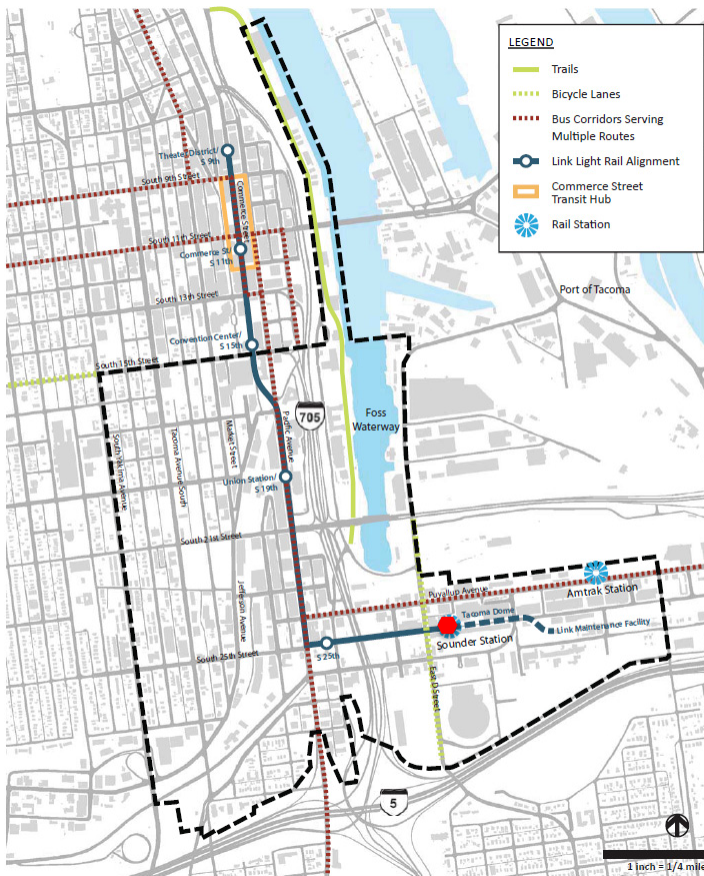 LEGEND
Trails
Bicycle Lanes
Bus Corridors Serving
Multiple Routes
Link Light Rail Alignment
Commerce Street
Transit Hub
Rail Station
Theater District/
S 9th
South 9th Street
Commerce Street
South 11th Street
Commerce St/
S 11th
Port of Tacoma
South 13th Street
Convention Center/
S 15th
South 15th Street
705
Foss
Waterway
Pacific Avenue
Market Street
Tacoma Avenue South
South Yakima Avenue
Union Station/
S 19th
South 21st Street
Jefferson Avenue
Puyallup Avenue
Amtrak Station
Tacoma Dome
Link Maintenance Facility
Sounder Station
S 25th
South 25th Street
East D Street
5
1 inch = 1/4 mile